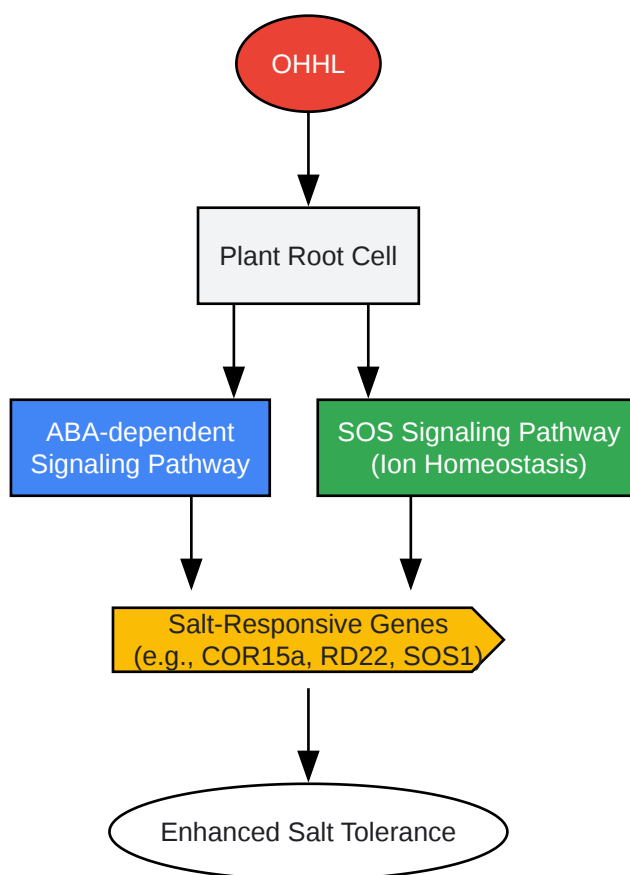 OHHL
Plant Root Cell
ABA-dependent
Signaling Pathway
SOS Signaling Pathway
(Ion Homeostasis)
Salt-Responsive Genes
(e.g., COR15a, RD22, SOS1)
Enhanced Salt Tolerance